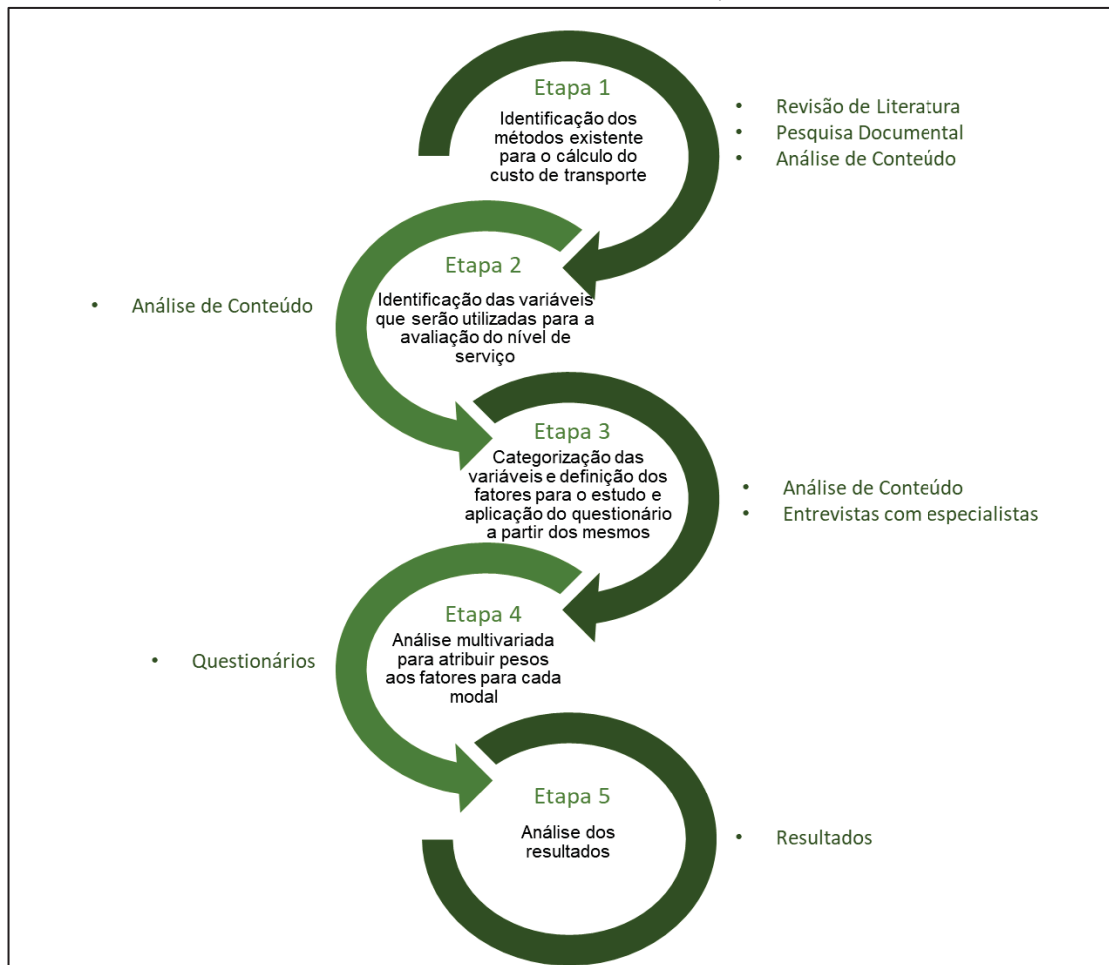 Etapa 1
Identificação dos
métodos existente
para o cálculo do
custo de transporte
• Revisão de Literatura
• Pesquisa Documental
• Análise de Conteúdo
Etapa 2
Identificação das variáveis
que serão utilizadas para a
avaliação do nível de
serviço
• Análise de Conteúdo
Etapa 3
Categorização das
variáveis e definição dos
fatores para o estudo e
aplicação do questionário
a partir dos mesmos
• Análise de Conteúdo
• Entrevistas com especialistas
Etapa 4
Análise multivariada
para atribuir pesos
aos fatores para cada
modal
• Questionários
Etapa 5
Análise dos
resultados
• Resultados